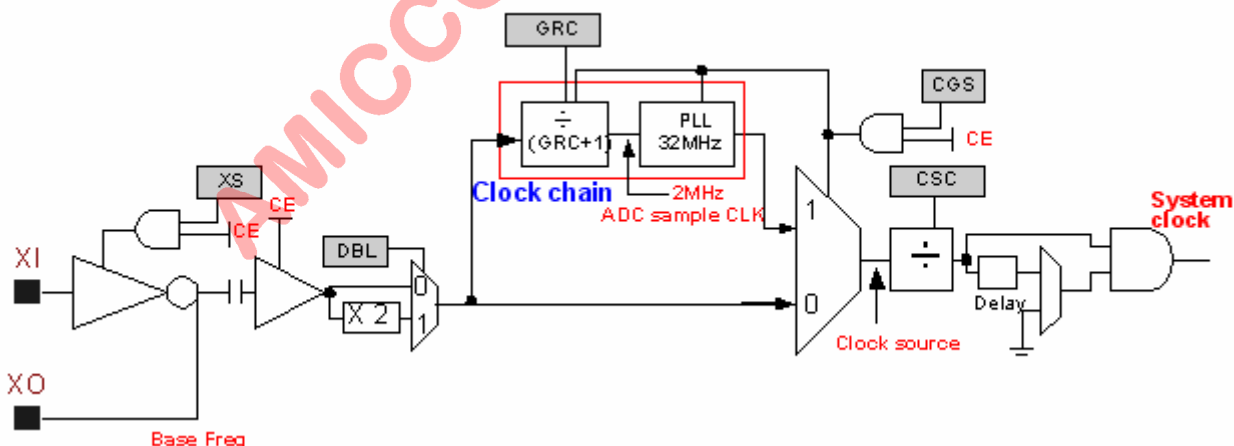 AMICCO
GRC
÷
(GRC+1)
PLL
32MHz
CGS
CE
XS
CE
CE
Clock chain
2MHz
ADC sample CLK
CSC
System
clock
XI
DBL
0
X 2
1
1
0
÷
Delay
Clock source
XO
Base Freq